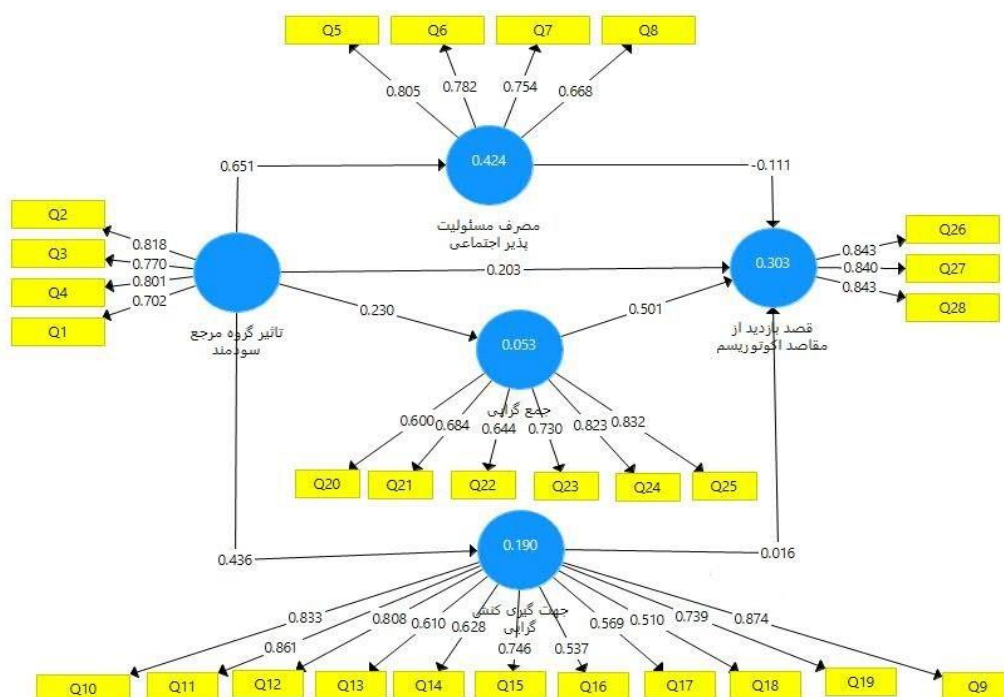 Q5 Q6 Q7 Q8
0.805 0.782 0.754 0.668
0.651
0.424
-0.111
مصرف مسئولیت
پذیر اجتماعی
Q2
Q3
Q4
Q1
0.818
0.770
0.801
0.702
تاثیر گروه مرجع
سودمند
0.203
0.303
قصد بازدید از
مقاصد اکوتوریسم
0.843
0.840
0.843
Q26
Q27
Q28
0.230
0.501
0.053
جمع گرایی
0.600 0.684 0.644 0.730 0.823 0.832
Q20 Q21 Q22 Q23 Q24 Q25
0.436
0.190
0.016
جهت گیری کنش
گرایی
0.833 0.861 0.808 0.610 0.628 0.746 0.537 0.569 0.510 0.739 0.874
Q10 Q11 Q12 Q13 Q14 Q15 Q16 Q17 Q18 Q19 Q9